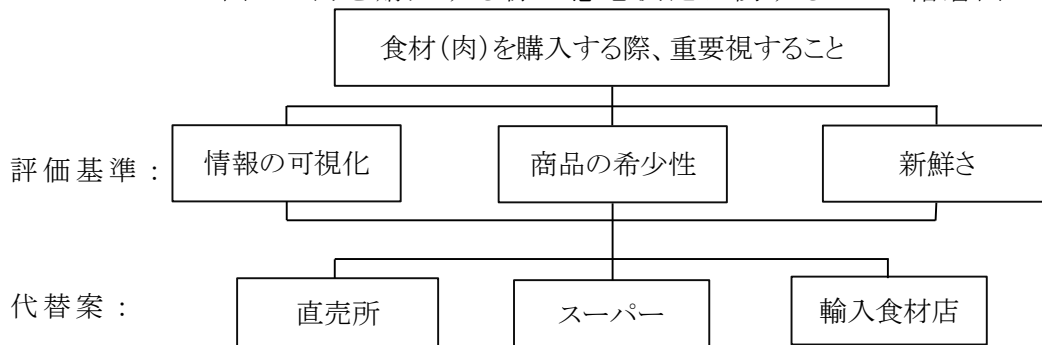 食材(肉)を購入する際、重要視すること
評価基準： 情報の可視化 商品の希少性 新鮮さ
代替案： 直売所 スーパー 輸入食材店